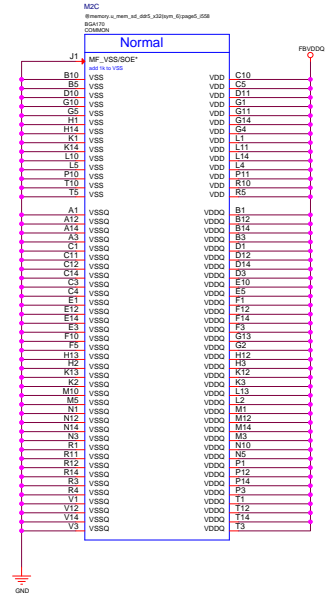 M2C
@memory.u_mem_sd_ddr5_x32(sym_6):page5_I558
BGA170
COMMON
Normal
FBVDDQ
J1 MF_VSS/SOE*
add 1k to VSS
B10 VSS VDD C10
B5 VSS VDD C5
D10 VSS VDD D11
G10 VSS VDD G1
G5 VSS VDD G11
H1 VSS VDD G14
H14 VSS VDD G4
K1 VSS VDD L1
K14 VSS VDD L11
L10 VSS VDD L14
L5 VSS VDD L4
P10 VSS VDD P11
T10 VSS VDD R10
T5 VSS VDD R5
A1 VSSQ VDDQ B1
A12 VSSQ VDDQ B12
A14 VSSQ VDDQ B14
A3 VSSQ VDDQ B3
C1 VSSQ VDDQ D1
C11 VSSQ VDDQ D12
C12 VSSQ VDDQ D14
C14 VSSQ VDDQ D3
C3 VSSQ VDDQ E10
C4 VSSQ VDDQ E5
E1 VSSQ VDDQ F1
E12 VSSQ VDDQ F12
E14 VSSQ VDDQ F14
E3 VSSQ VDDQ F3
F10 VSSQ VDDQ G13
F5 VSSQ VDDQ G2
H13 VSSQ VDDQ H12
H2 VSSQ VDDQ H3
K13 VSSQ VDDQ K12
K2 VSSQ VDDQ K3
M10 VSSQ VDDQ L13
M5 VSSQ VDDQ L2
N1 VSSQ VDDQ M1
N12 VSSQ VDDQ M12
N14 VSSQ VDDQ M14
N3 VSSQ VDDQ M3
R1 VSSQ VDDQ N10
R11 VSSQ VDDQ N5
R12 VSSQ VDDQ P1
R14 VSSQ VDDQ P12
R3 VSSQ VDDQ P14
R4 VSSQ VDDQ P3
V1 VSSQ VDDQ T1
V12 VSSQ VDDQ T12
V14 VSSQ VDDQ T14
V3 VSSQ VDDQ T3
GND